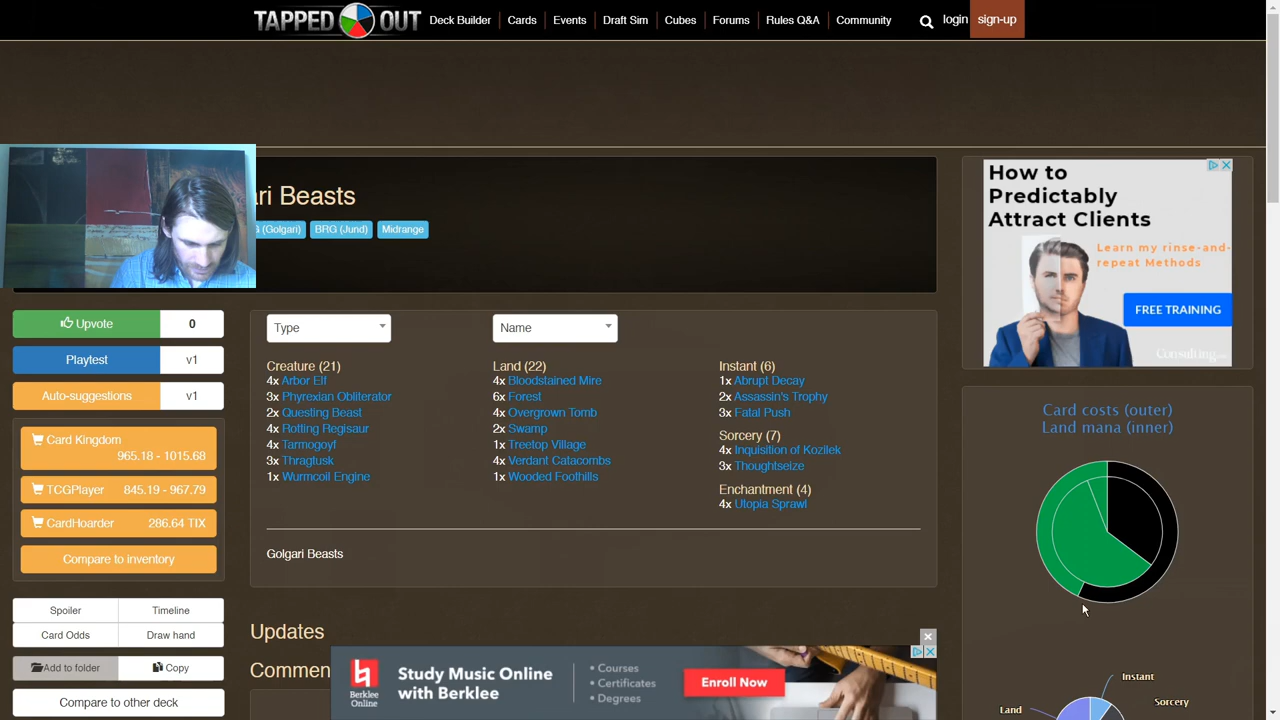 TAPPED OUT
Deck Builder
Cards
Events
Draft Sim
Cubes
Forums
Rules Q&A
Community
login
sign-up
ari Beasts
G (Golgari)
BRG (Jund)
Midrange
How to
Predictably
Attract Clients
Learn my rinse-and-
repeat Methods
FREE TRAINING
Consulting.com
Upvote
0
Playtest
v1
Auto-suggestions
v1
Card Kingdom
965.18 - 1015.68
TCGPlayer 845.19 - 967.79
CardHoarder 286.64 TIX
Compare to inventory
Spoiler
Timeline
Card Odds
Draw hand
Add to folder
Copy
Compare to other deck
Type
Name
Creature (21)
4x Arbor Elf
3x Phyrexian Obliterator
2x Questing Beast
4x Rotting Regisaur
4x Tarmogoyf
3x Thragtusk
1x Wurmcoil Engine
Land (22)
4x Bloodstained Mire
6x Forest
4x Overgrown Tomb
2x Swamp
1x Treetop Village
4x Verdant Catacombs
1x Wooded Foothills
Instant (6)
1x Abrupt Decay
2x Assassin's Trophy
3x Fatal Push
Sorcery (7)
4x Inquisition of Kozilek
3x Thoughtseize
Enchantment (4)
4x Utopia Sprawl
Golgari Beasts
Updates
Commen
Berklee
Online
Study Music Online
with Berklee
• Courses
• Certificates
• Degrees
Enroll Now
Card costs (outer)
Land mana (inner)
Instant
Sorcery
Land